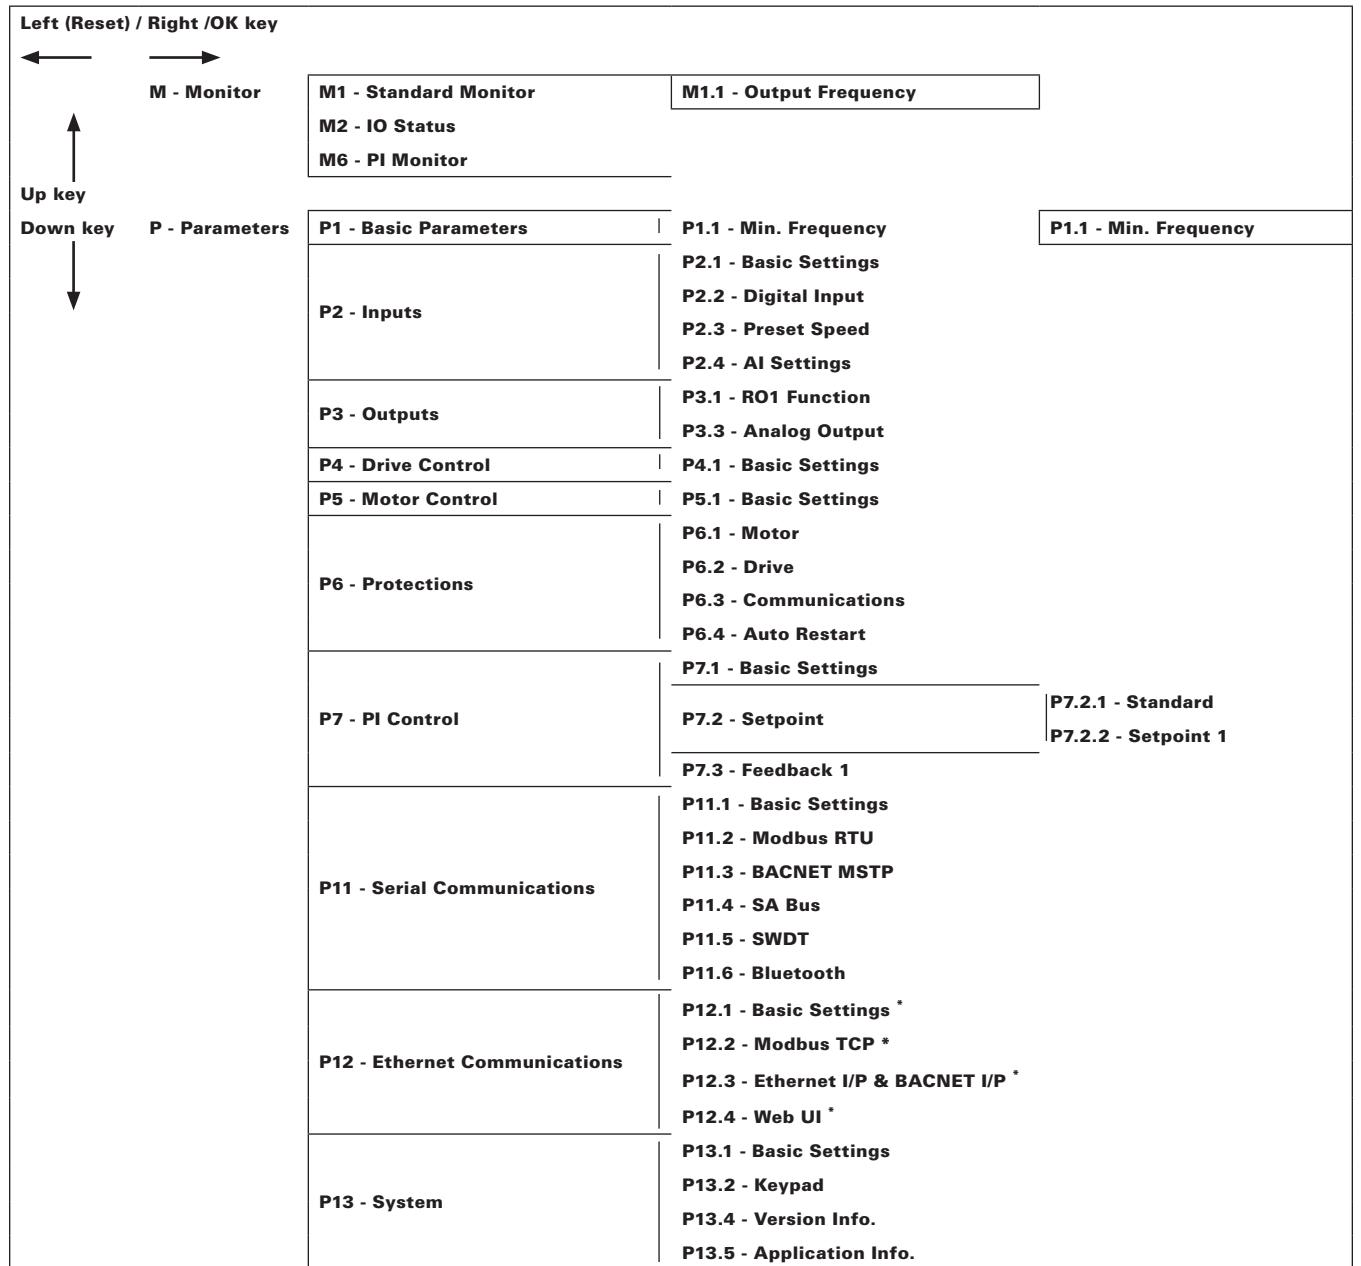 Left (Reset) / Right /OK key
M - Monitor
M1 - Standard Monitor
M1.1 - Output Frequency
M2 - IO Status
M6 - PI Monitor
Up key
Down key
P - Parameters
P1 - Basic Parameters
P1.1 - Min. Frequency
P1.1 - Min. Frequency
P2 - Inputs
P2.1 - Basic Settings
P2.2 - Digital Input
P2.3 - Preset Speed
P2.4 - AI Settings
P3 - Outputs
P3.1 - RO1 Function
P3.3 - Analog Output
P4 - Drive Control
P4.1 - Basic Settings
P5 - Motor Control
P5.1 - Basic Settings
P6 - Protections
P6.1 - Motor
P6.2 - Drive
P6.3 - Communications
P6.4 - Auto Restart
P7 - PI Control
P7.1 - Basic Settings
P7.2 - Setpoint
P7.2.1 - Standard
P7.2.2 - Setpoint 1
P7.3 - Feedback 1
P11 - Serial Communications
P11.1 - Basic Settings
P11.2 - Modbus RTU
P11.3 - BACNET MSTP
P11.4 - SA Bus
P11.5 - SWDT
P11.6 - Bluetooth
P12 - Ethernet Communications
P12.1 - Basic Settings *
P12.2 - Modbus TCP *
P12.3 - Ethernet I/P & BACNET I/P *
P12.4 - Web UI *
P13 - System
P13.1 - Basic Settings
P13.2 - Keypad
P13.4 - Version Info.
P13.5 - Application Info.